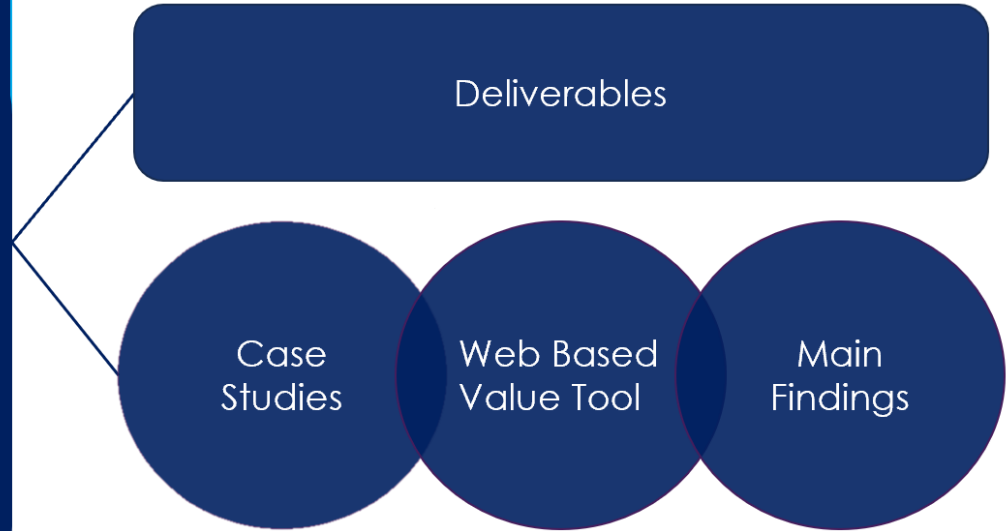 Deliverables
Case
Studies
Web Based
Value Tool
Main
Findings